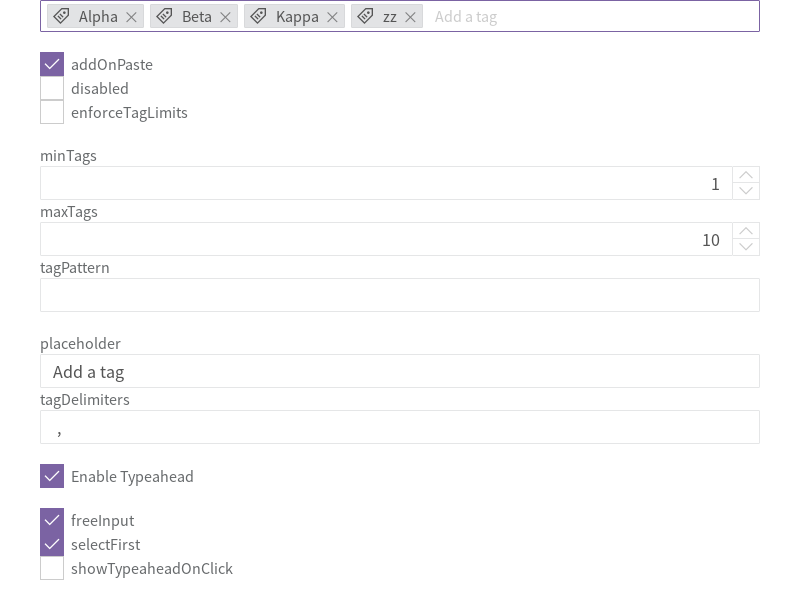 Alpha Beta Kappa zz Add a tag
addOnPaste
disabled
enforceTagLimits
minTags
1
maxTags
10
tagPattern
placeholder
Add a tag
tagDelimiters
,
Enable Typeahead
freeInput
selectFirst
showTypeaheadOnClick